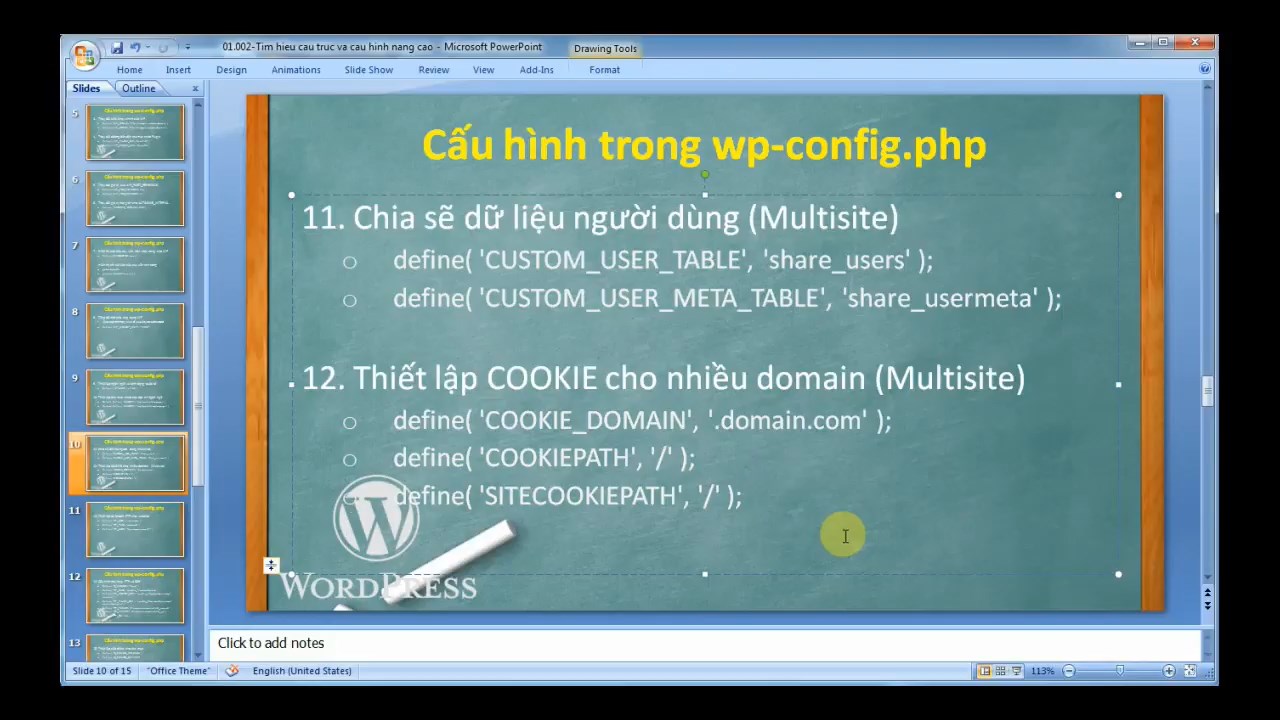 01.002-Tim hieu cau truc va cau hinh nang cao - Microsoft PowerPoint
Drawing Tools
Home Insert Design Animations Slide Show Review View Add-Ins Format
Slides Outline
5
6
7
8
9
10
11
12
13
Cấu hình trong wp-config.php
11. Chia sẽ dữ liệu người dùng (Multisite)
define( 'CUSTOM_USER_TABLE', 'share_users' );
define( 'CUSTOM_USER_META_TABLE', 'share_usermeta' );
12. Thiết lập COOKIE cho nhiều domain (Multisite)
define( 'COOKIE_DOMAIN', '.domain.com' );
define( 'COOKIEPATH', '/' );
define( 'SITECOOKIEPATH', '/' );
WORDPRESS
Click to add notes
Slide 10 of 15 "Office Theme" English (United States) 113%